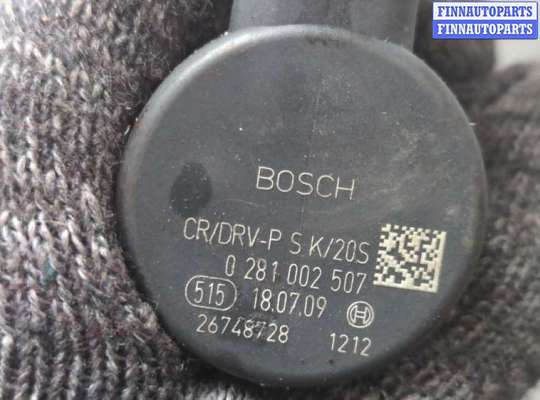 FINNAUTOPARTS
FINNAUTOPARTS
BOSCH
CR/DRV-P S K/20S
0 281 002 507
515 18.07.09
26748728 1212